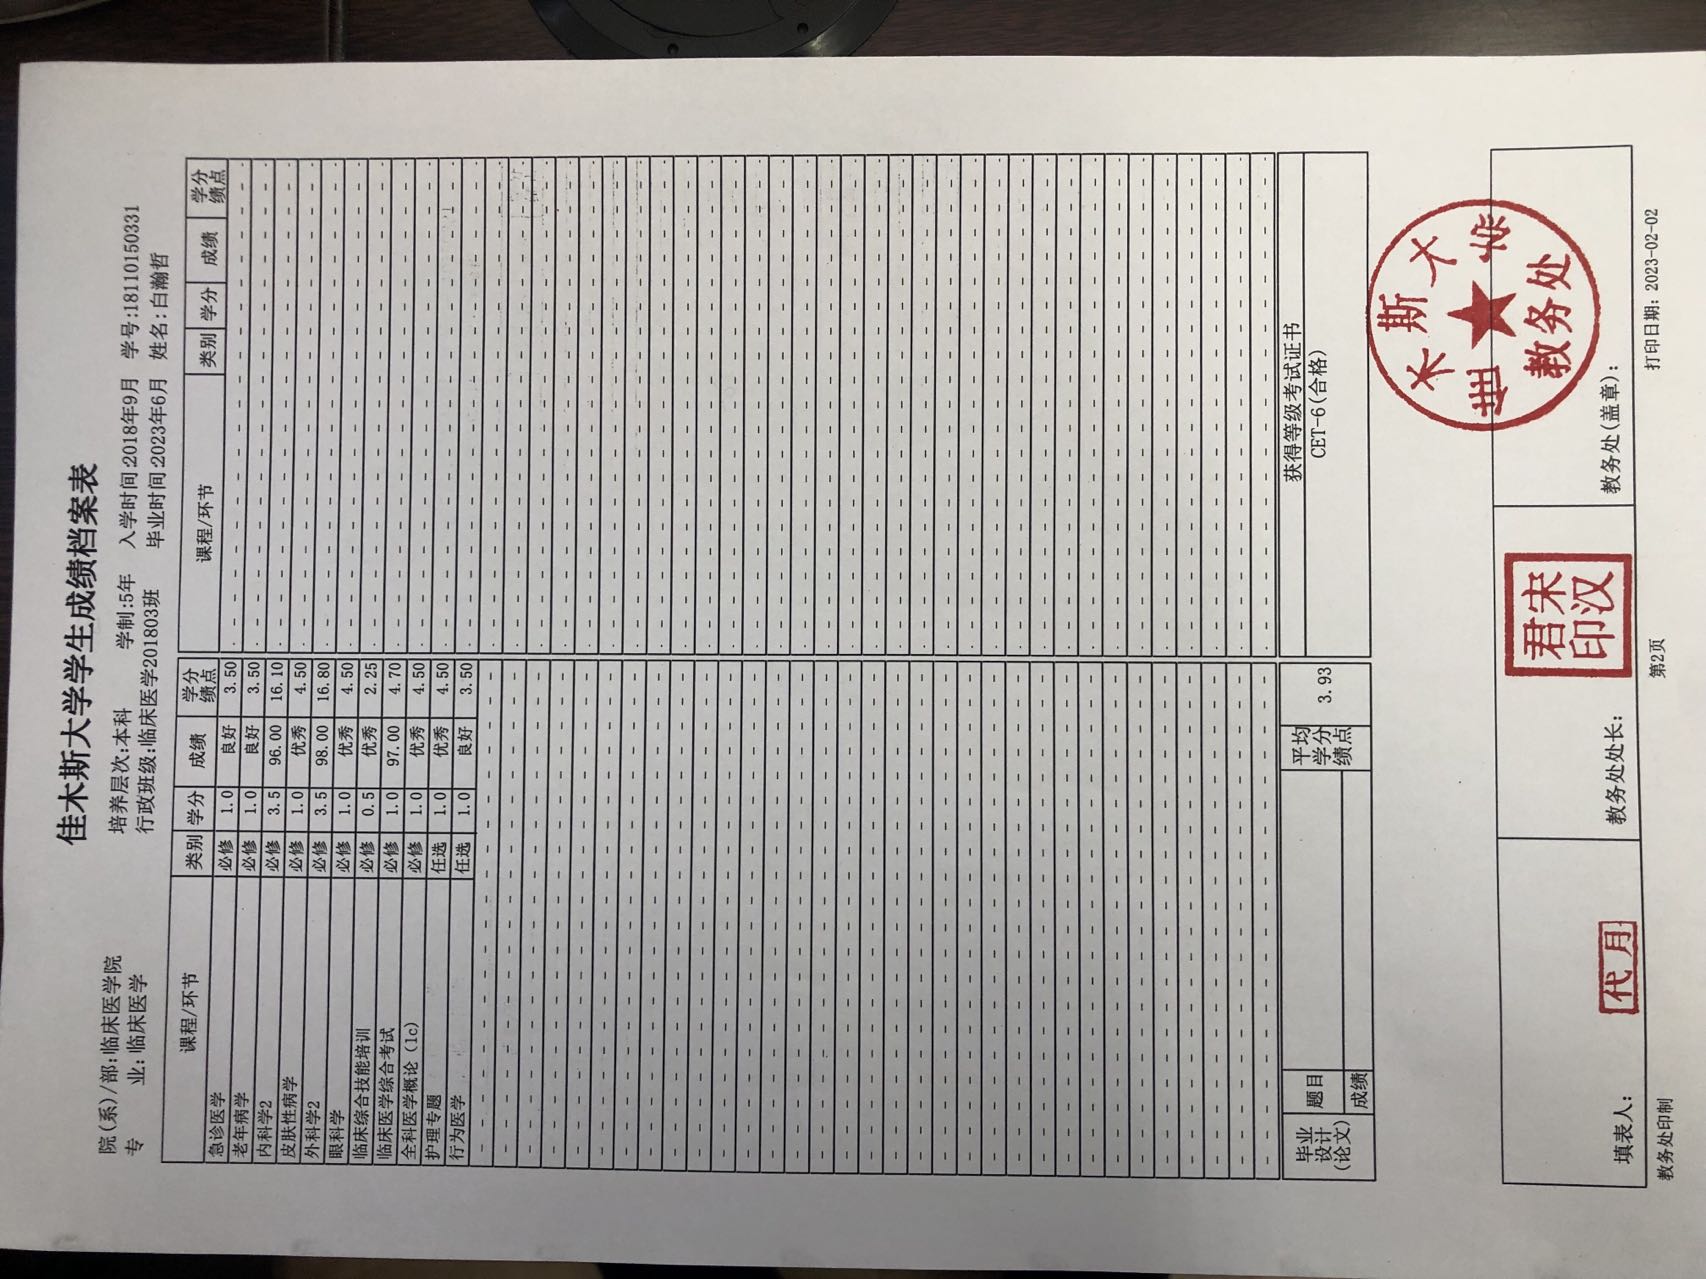 佳木斯大学学生成绩档案表
院(系)/部:临床医学院 培养层次:本科 学制:5年 入学时间:2018年9月 学号:18110150331
专 业:临床医学 行政班级:临床医学201803班 毕业时间:2023年6月 姓名:白瀚哲
课程/环节 类别 学分 成绩 学分绩点 课程/环节 类别 学分 成绩 学分绩点
急诊医学 必修 1.0 良好 3.50
老年病学 必修 1.0 良好 3.50
内科学2 必修 3.5 96.00 16.10
皮肤性病学 必修 1.0 优秀 4.50
外科学2 必修 3.5 98.00 16.80
眼科学 必修 1.0 优秀 4.50
临床综合技能培训 必修 0.5 优秀 2.25
临床医学综合考试 必修 1.0 97.00 4.70
全科医学概论（1c） 必修 1.0 优秀 4.50
护理专题 任选 1.0 优秀 4.50
行为医学 任选 1.0 良好 3.50
毕业设计(论文) 题目 平均学分绩点 3.93
成绩
获得等级考试证书
CET-6(合格)
佳木斯大学
教务处
填表人: 代月
教务处处长: 宋汉君印
教务处(盖章):
教务处印制 第2页 打印日期: 2023-02-02